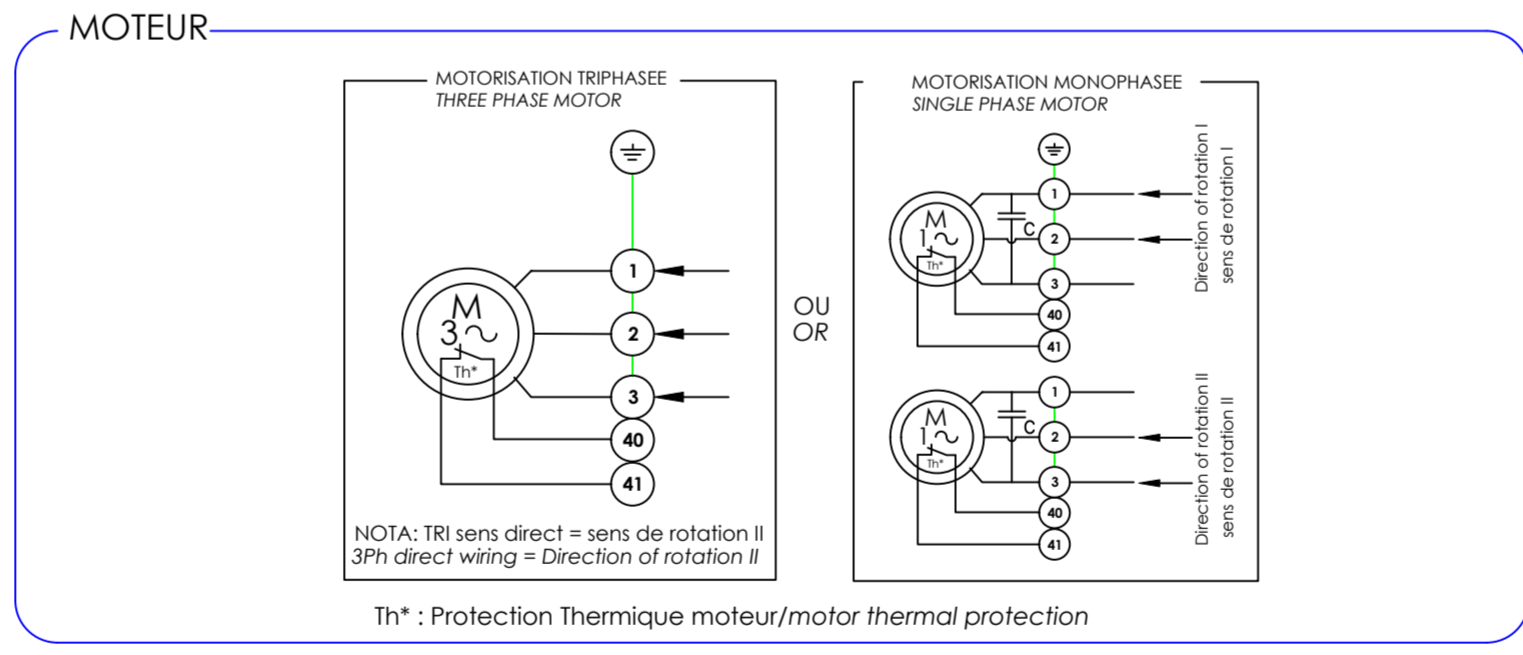 MOTEUR
MOTORISATION TRIPHASEE
THREE PHASE MOTOR
1
M
3
2
Th*
3
40
41
NOTA: TRI sens direct = sens de rotation II
3Ph direct wiring = Direction of rotation II
OU
OR
MOTORISATION MONOPHASEE
SINGLE PHASE MOTOR
1
M
1
C
2
Th*
3
40
41
Direction of rotation I
sens de rotation I
1
M
1
C
2
Th*
3
40
41
Direction of rotation II
sens de rotation II
Th* : Protection Thermique moteur/motor thermal protection